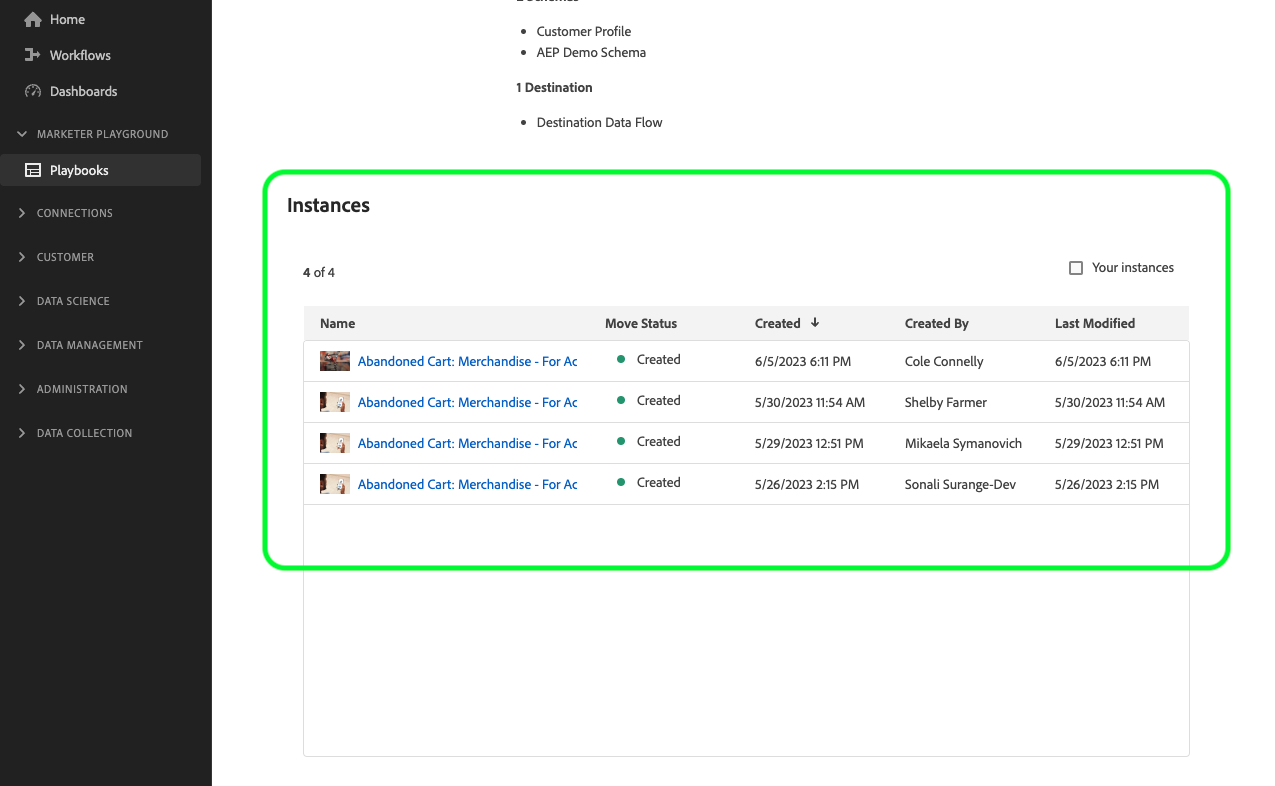 Home
Workflows
Dashboards
MARKETER PLAYGROUND
Playbooks
CONNECTIONS
CUSTOMER
DATA SCIENCE
DATA MANAGEMENT
ADMINISTRATION
DATA COLLECTION
Customer Profile
AEP Demo Schema
1 Destination
Destination Data Flow
Instances
4 of 4
Your instances
Name Move Status Created Created By Last Modified
Abandoned Cart: Merchandise - For Ac Created 6/5/2023 6:11 PM Cole Connelly 6/5/2023 6:11 PM
Abandoned Cart: Merchandise - For Ac Created 5/30/2023 11:54 AM Shelby Farmer 5/30/2023 11:54 AM
Abandoned Cart: Merchandise - For Ac Created 5/29/2023 12:51 PM Mikaela Symanovich 5/29/2023 12:51 PM
Abandoned Cart: Merchandise - For Ac Created 5/26/2023 2:15 PM Sonali Surange-Dev 5/26/2023 2:15 PM